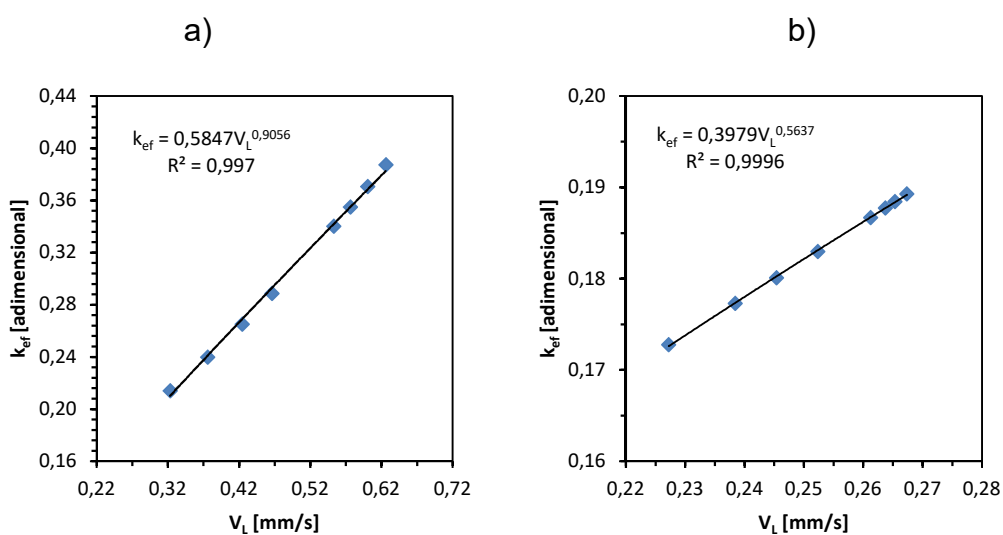 a)
0,44
0,40
0,36
0,32
0,28
0,24
0,20
0,16
k_ef [adimensional]
k_ef = 0,5847V_L^0,9056
R² = 0,997
0,22 0,32 0,42 0,52 0,62 0,72
V_L [mm/s]
b)
0,20
0,19
0,18
0,17
0,16
k_ef [adimensional]
k_ef = 0,3979V_L^0,5637
R² = 0,9996
0,22 0,23 0,24 0,25 0,26 0,27 0,28
V_L [mm/s]